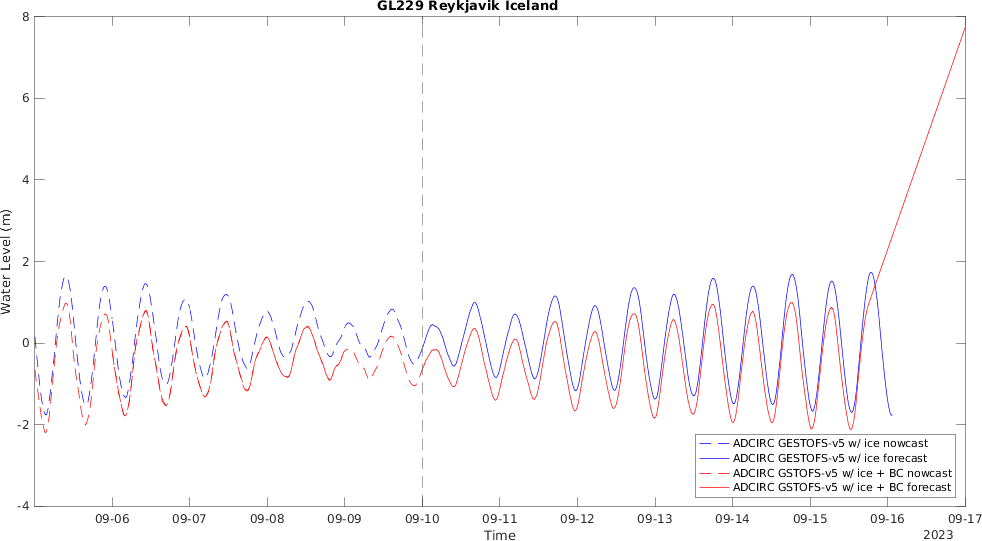 GL229 Reykjavik Iceland
8
6
4
2
0
-2
-4
Water Level (m)
ADCIRC GESTOFS-v5 w/ ice nowcast
ADCIRC GESTOFS-v5 w/ ice forecast
ADCIRC GSTOFS-v5 w/ ice + BC nowcast
ADCIRC GSTOFS-v5 w/ ice + BC forecast
09-06 09-07 09-08 09-09 09-10 09-11 09-12 09-13 09-14 09-15 09-16 09-17
Time
2023